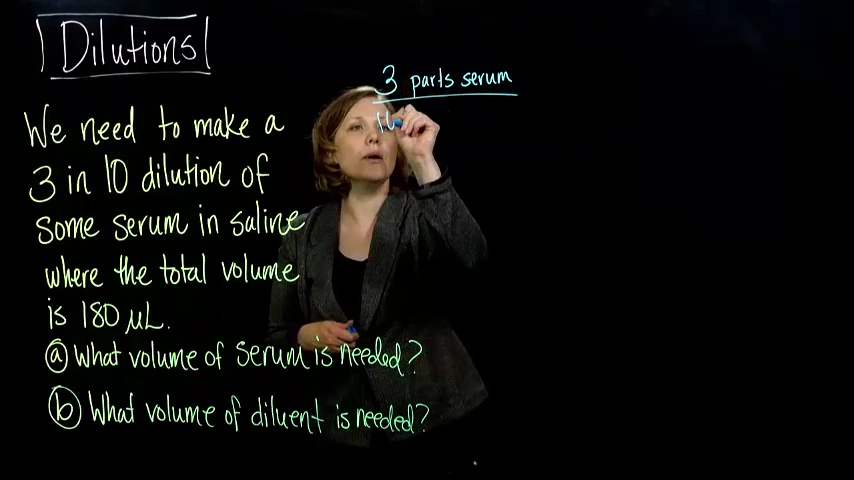 Dilutions
3 parts serum
We need to make a
3 in 10 dilution of
some serum in saline
where the total volume
is 180 µL.
ⓐ What volume of serum is needed?
ⓑ What volume of diluent is needed?